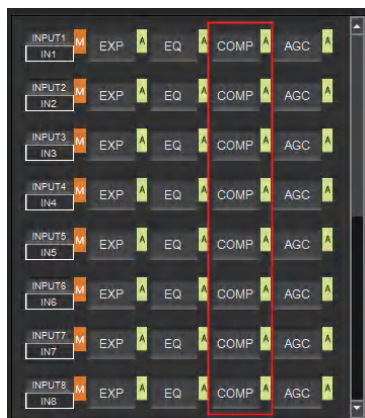 INPUT1 M EXP A EQ A COMP A AGC A
IN1
INPUT2 M EXP A EQ A COMP A AGC A
IN2
INPUT3 M EXP A EQ A COMP A AGC A
IN3
INPUT4 M EXP A EQ A COMP A AGC A
IN4
INPUT5 M EXP A EQ A COMP A AGC A
IN5
INPUT6 M EXP A EQ A COMP A AGC A
IN6
INPUT7 M EXP A EQ A COMP A AGC A
IN7
INPUT8 M EXP A EQ A COMP A AGC A
IN8